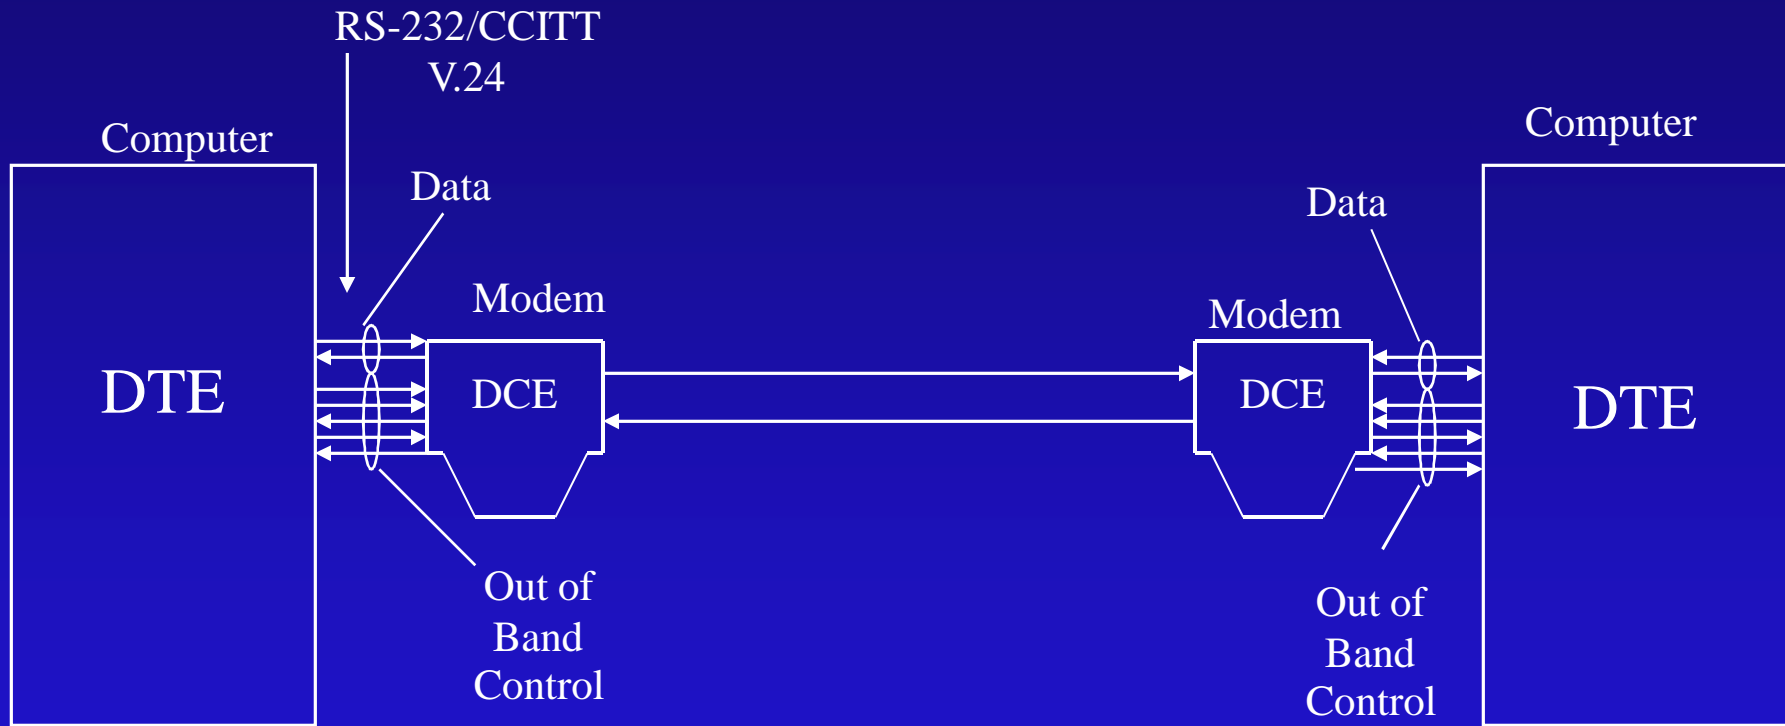 RS-232/CCITT
V.24
Computer
Computer
Data
Data
Modem
Modem
DTE
DCE
DCE
DTE
Out of
Band
Control
Out of
Band
Control